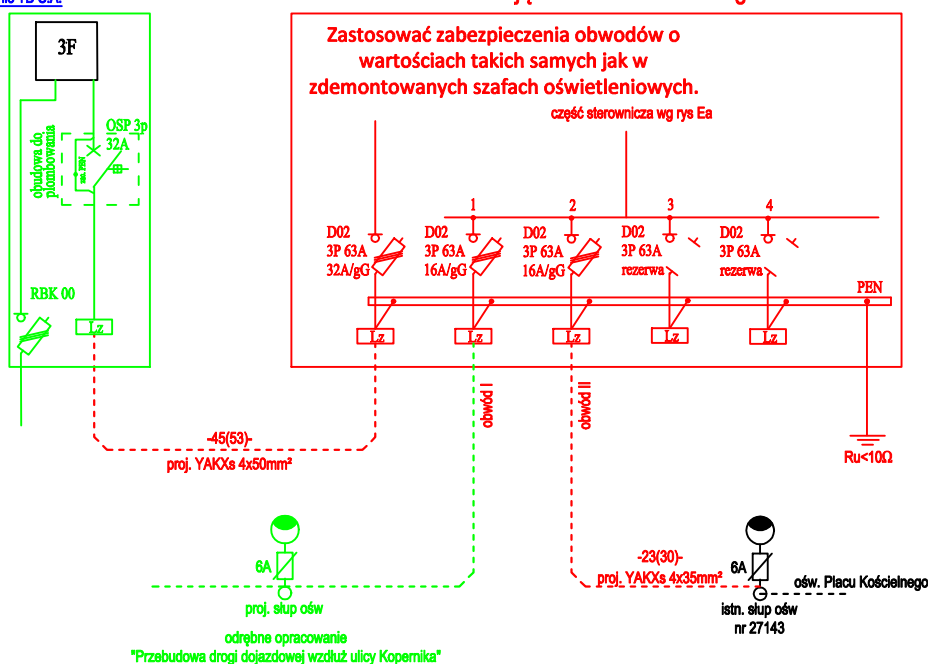 Zastosować zabezpieczenia obwodów o
wartościach takich samych jak w
zdemontowanych szafach oświetleniowych.
część sterownicza wg rys Ea
3F
OSP 3p
32A
obudowa do
plombowania
RBK 00
Lz
1
2
3
4
D02
3P 63A
32A/gG
D02
3P 63A
16A/gG
D02
3P 63A
16A/gG
D02
3P 63A
rezerwa
D02
3P 63A
rezerwa
PEN
Lz
Lz
Lz
Lz
Lz
obwód I
obwód II
-45(53)-
proj. YAKXs 4x50mm²
Ru<10Ω
6A
proj. słup ośw
odrębne opracowanie
"Przebudowa drogi dojazdowej wzdłuż ulicy Kopernika"
-23(30)-
proj. YAKXs 4x35mm²
6A
ośw. Placu Kościelnego
istn. słup ośw
nr 27143